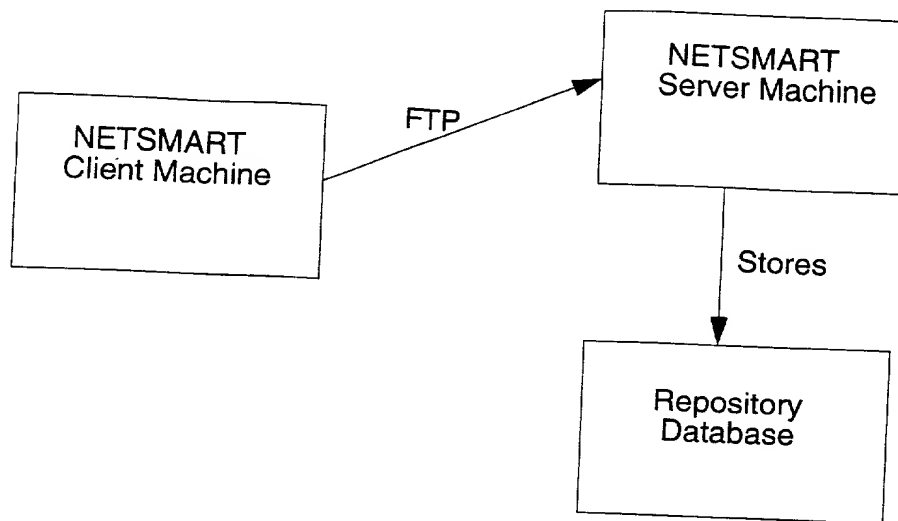 NETSMART
Client Machine
FTP
NETSMART
Server Machine
Stores
Repository
Database